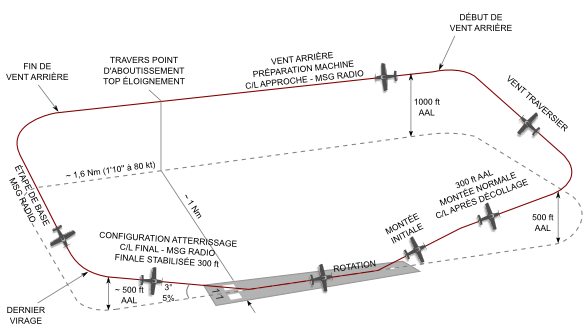 DÉBUT DE
VENT ARRIÈRE
FIN DE
VENT ARRIÈRE
TRAVERS POINT
D'ABOUTISSEMENT
TOP ÉLOIGNEMENT
VENT ARRIÈRE
PRÉPARATION MACHINE
C/L APPROCHE - MSG RADIO
VENT TRAVERSIER
1000 ft
AAL
~ 1,6 Nm (1'10" à 80 kt)
~ 1 Nm
ÉTAPE DE BASE
MSG RADIO
300 ft AAL
MONTÉE NORMALE
C/L APRÈS DÉCOLLAGE
500 ft
AAL
MONTÉE
INITIALE
CONFIGURATION ATTERRISSAGE
C/L FINAL - MSG RADIO
FINALE STABILISÉE 300 ft
ROTATION
~ 500 ft
AAL
3°
5%
17
DERNIER
VIRAGE